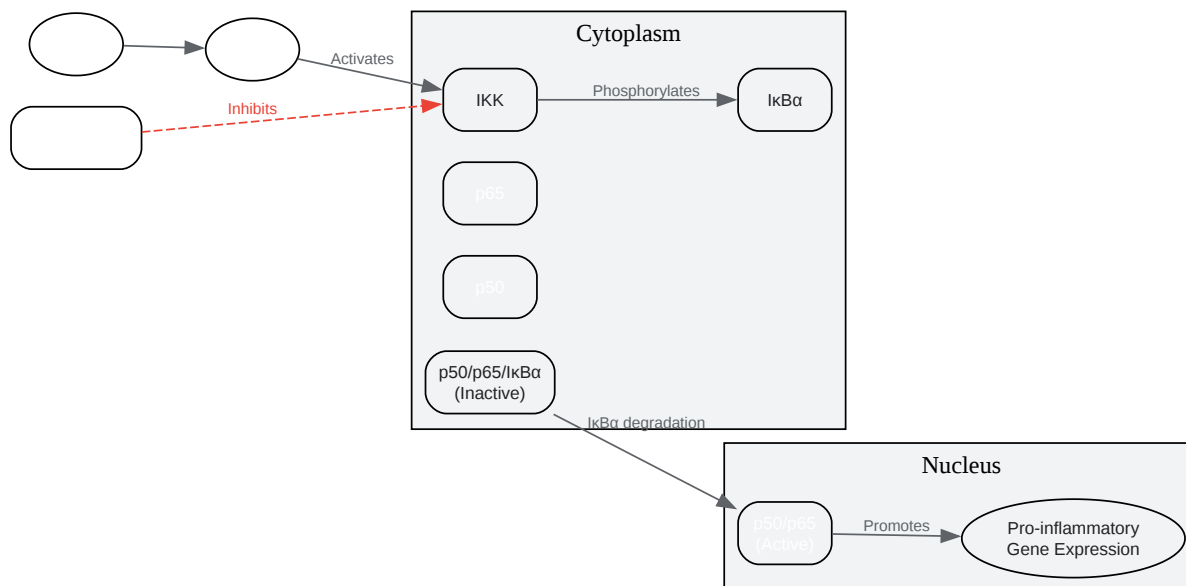 Cytoplasm
Activates
IKK
Phosphorylates
IκBα
Inhibits
p65
p50
p50/p65/IκBα
(Inactive)
IκBα degradation
Nucleus
p50/p65
(Active)
Promotes
Pro-inflammatory
Gene Expression